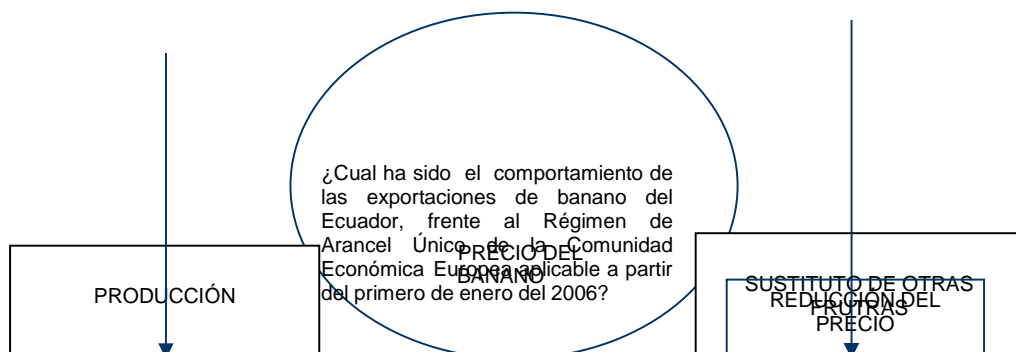 ¿Cual ha sido el comportamiento de
las exportaciones de banano del
Ecuador, frente al Régimen de
Arancel Único de la Comunidad
Económica Europea aplicable a partir
del primero de enero del 2006?
PRECIO DEL
BANANO
PRODUCCIÓN
SUSTITUTO DE OTRAS
FRUTRAS
REDUCCIÓN DEL
PRECIO